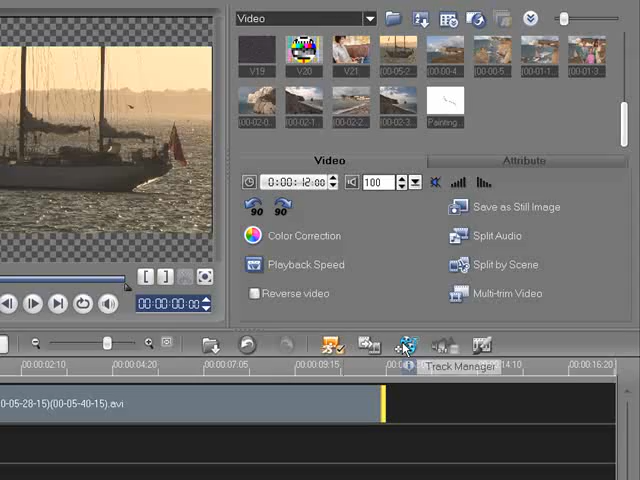 Video
V19 V20 V21 (00-05-2... (00-00-4... (00-00-5... (00-01-1... (00-01-3...
(00-02-0... (00-02-1... (00-02-2... (00-02-3... Painting...
Video Attribute
0:00:12:00 100
90 90 Save as Still Image
Color Correction Split Audio
Playback Speed Split by Scene
Reverse video Multi-trim Video
00:00:00:00
Track Manager
00:00:02:10 00:00:04:20 00:00:07:05 00:00:09:15 14:10 00:00:16:20
0-05-28-15)(00-05-40-15).avi